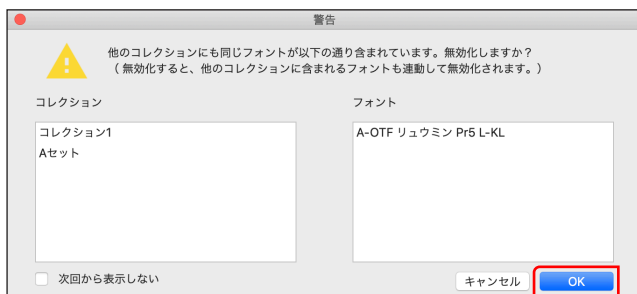 警告
他のコレクションにも同じフォントが以下の通り含まれています。無効化しますか？
（ 無効化すると、他のコレクションに含まれるフォントも連動して無効化されます。）
コレクション
フォント
コレクション1
Aセット
A-OTF リュウミン Pr5 L-KL
次回から表示しない
キャンセル
OK